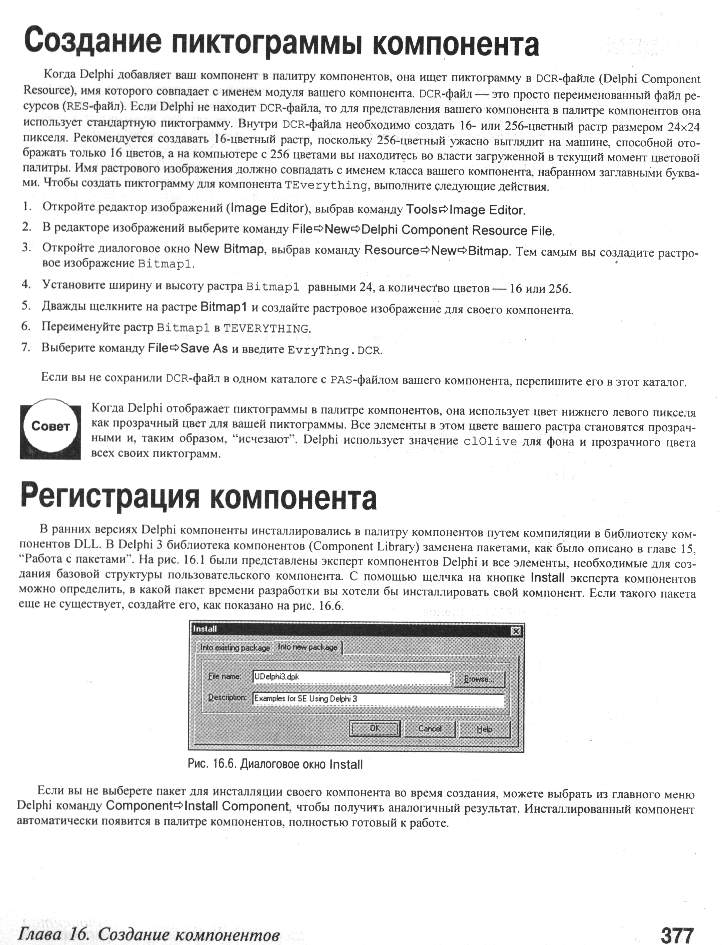 Создание пиктограммы компонента
Когда Delphi добавляет ваш компонент в палитру компонентов, она ищет пиктограмму в DCR-файле (Delphi Component
Resource), имя которого совпадает с именем модуля вашего компонента. DCR-файл — это просто переименованный файл ре-
сурсов (RES-файл). Если Delphi не находит DCR-файла, то для представления вашего компонента в палитре компонентов она
использует стандартную пиктограмму. Внутри DCR-файла необходимо создать 16- или 256-цветный растр размером 24×24
пикселя. Рекомендуется создавать 16-цветный растр, поскольку 256-цветный ужасно выглядит на машине, способной ото-
бражать только 16 цветов, а на компьютере с 256 цветами вы находитесь во власти загруженной в текущий момент цветовой
палитры. Имя растрового изображения должно совпадать с именем класса вашего компонента, набранном заглавными буква-
ми. Чтобы создать пиктограмму для компонента TEverything, выполните следующие действия.
1. Откройте редактор изображений (Image Editor), выбрав команду Tools⇨Image Editor.
2. В редакторе изображений выберите команду File⇨New⇨Delphi Component Resource File.
3. Откройте диалоговое окно New Bitmap, выбрав команду Resource⇨New⇨Bitmap. Тем самым вы создадите растро-
вое изображение Bitmap1.
4. Установите ширину и высоту растра Bitmap1 равными 24, а количество цветов — 16 или 256.
5. Дважды щелкните на растре Bitmap1 и создайте растровое изображение для своего компонента.
6. Переименуйте растр Bitmap1 в TEVERYTHING.
7. Выберите команду File⇨Save As и введите EvryThng.DCR.
Если вы не сохранили DCR-файл в одном каталоге с PAS-файлом вашего компонента, перепишите его в этот каталог.
Совет
Когда Delphi отображает пиктограммы в палитре компонентов, она использует цвет нижнего левого пикселя
как прозрачный цвет для вашей пиктограммы. Все элементы в этом цвете вашего растра становятся прозрач-
ными и, таким образом, “исчезают”. Delphi использует значение clOlive для фона и прозрачного цвета
всех своих пиктограмм.
Регистрация компонента
В ранних версиях Delphi компоненты инсталлировались в палитру компонентов путем компиляции в библиотеку ком-
понентов DLL. В Delphi 3 библиотека компонентов (Component Library) заменена пакетами, как было описано в главе 15,
“Работа с пакетами”. На рис. 16.1 были представлены эксперт компонентов Delphi и все элементы, необходимые для соз-
дания базовой структуры пользовательского компонента. С помощью щелчка на кнопке Install эксперта компонентов
можно определить, в какой пакет времени разработки вы хотели бы инсталлировать свой компонент. Если такого пакета
еще не существует, создайте его, как показано на рис. 16.6.
Install
Into existing package Into new package
File name: UDelphi3.dpk Browse...
Description: Examples for SE Using Delphi 3
OK Cancel Help
Рис. 16.6. Диалоговое окно Install
Если вы не выберете пакет для инсталляции своего компонента во время создания, можете выбрать из главного меню
Delphi команду Component⇨Install Component, чтобы получить аналогичный результат. Инсталлированный компонент
автоматически появится в палитре компонентов, полностью готовый к работе.
Глава 16. Создание компонентов 377